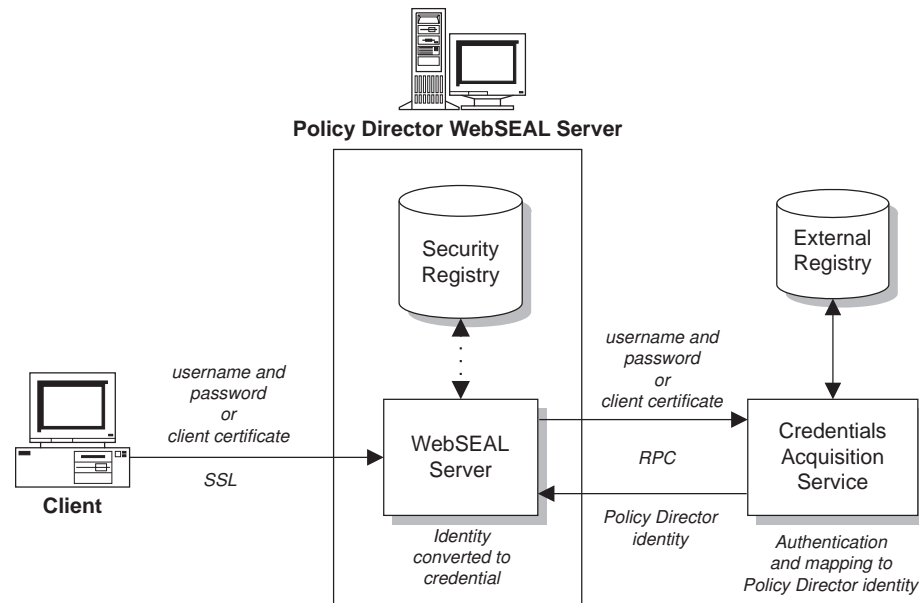 Policy Director WebSEAL Server
Security
Registry
External
Registry
username and
password
or
client certificate
SSL
Client
WebSEAL
Server
Identity
converted to
credential
username and
password
or
client certificate
RPC
Policy Director
identity
Credentials
Acquisition
Service
Authentication
and mapping to
Policy Director identity